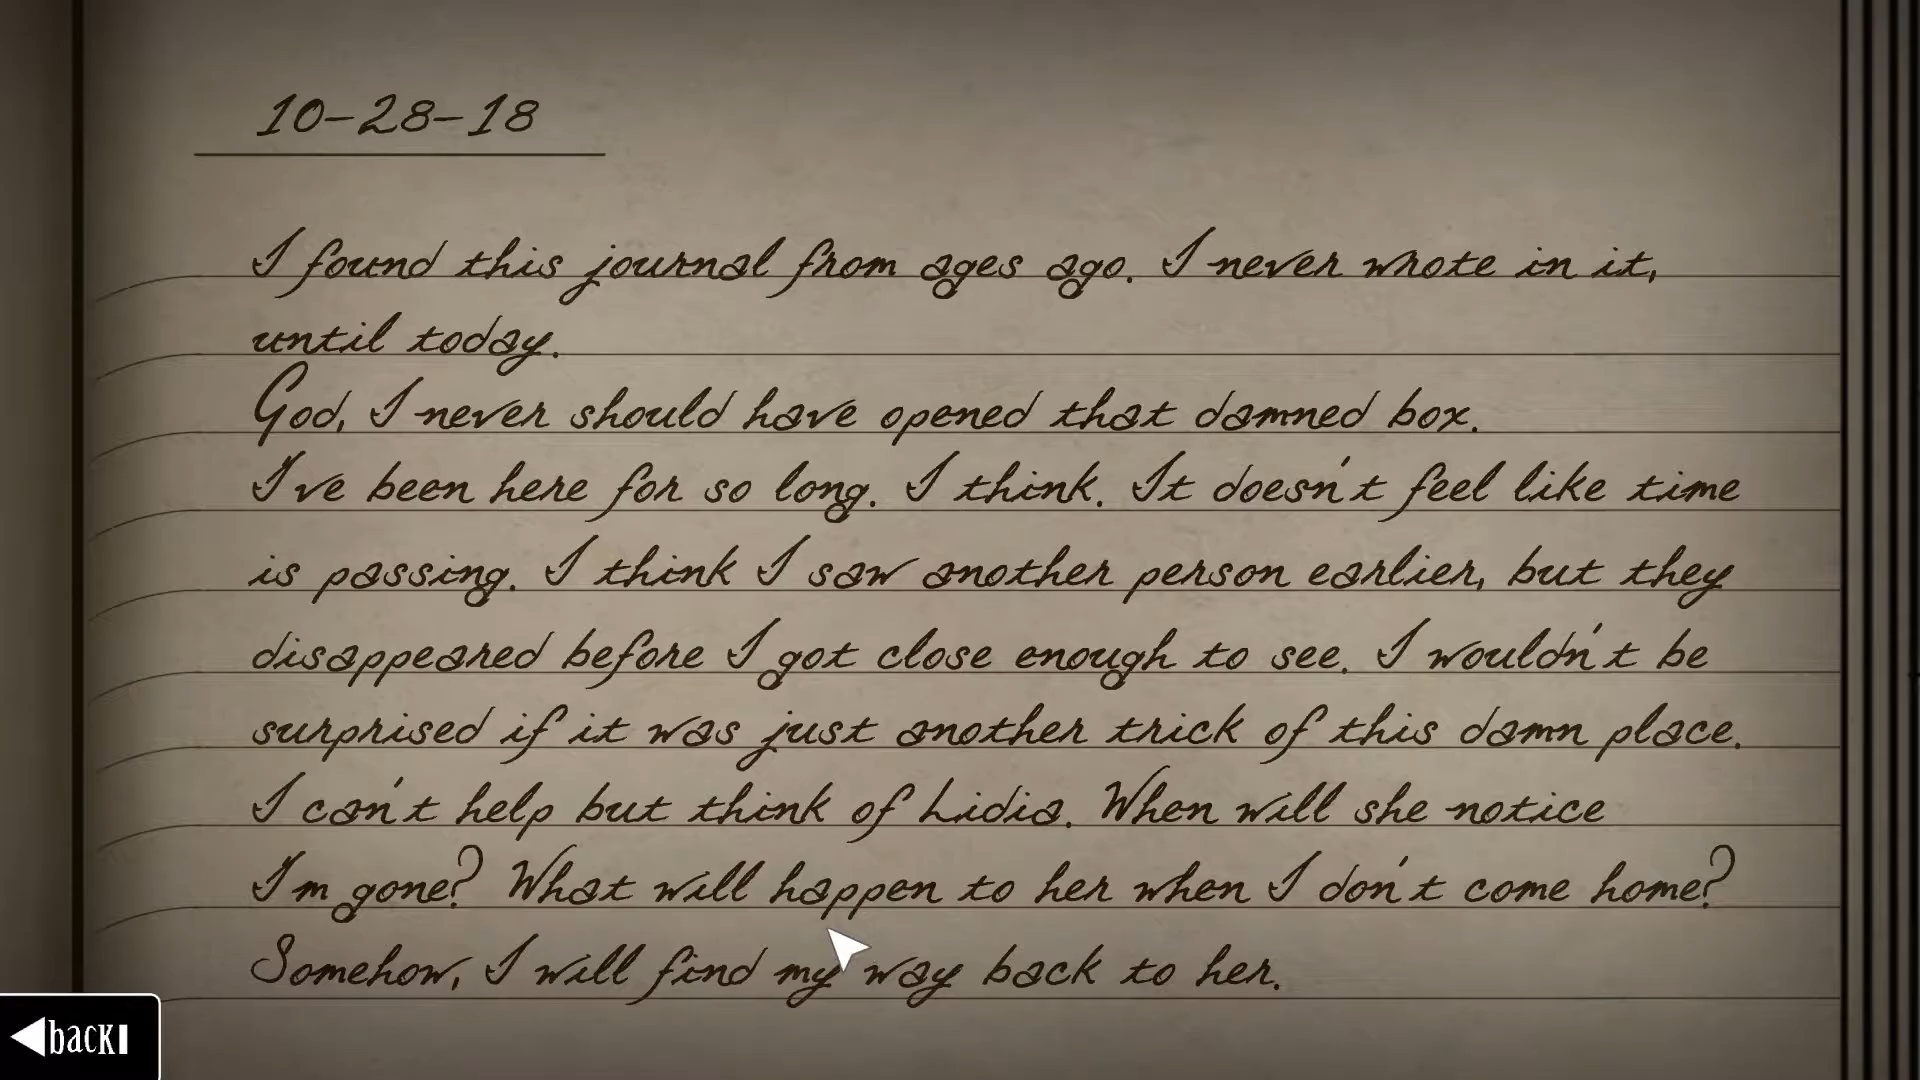 10-28-18
I found this journal from ages ago. I never wrote in it,
until today.
God, I never should have opened that damned box.
I've been here for so long. I think. It doesn't feel like time
is passing. I think I saw another person earlier, but they
disappeared before I got close enough to see. I wouldn't be
surprised if it was just another trick of this damn place.
I can't help but think of Lidia. When will she notice
I'm gone? What will happen to her when I don't come home?
Somehow, I will find my way back to her.
back